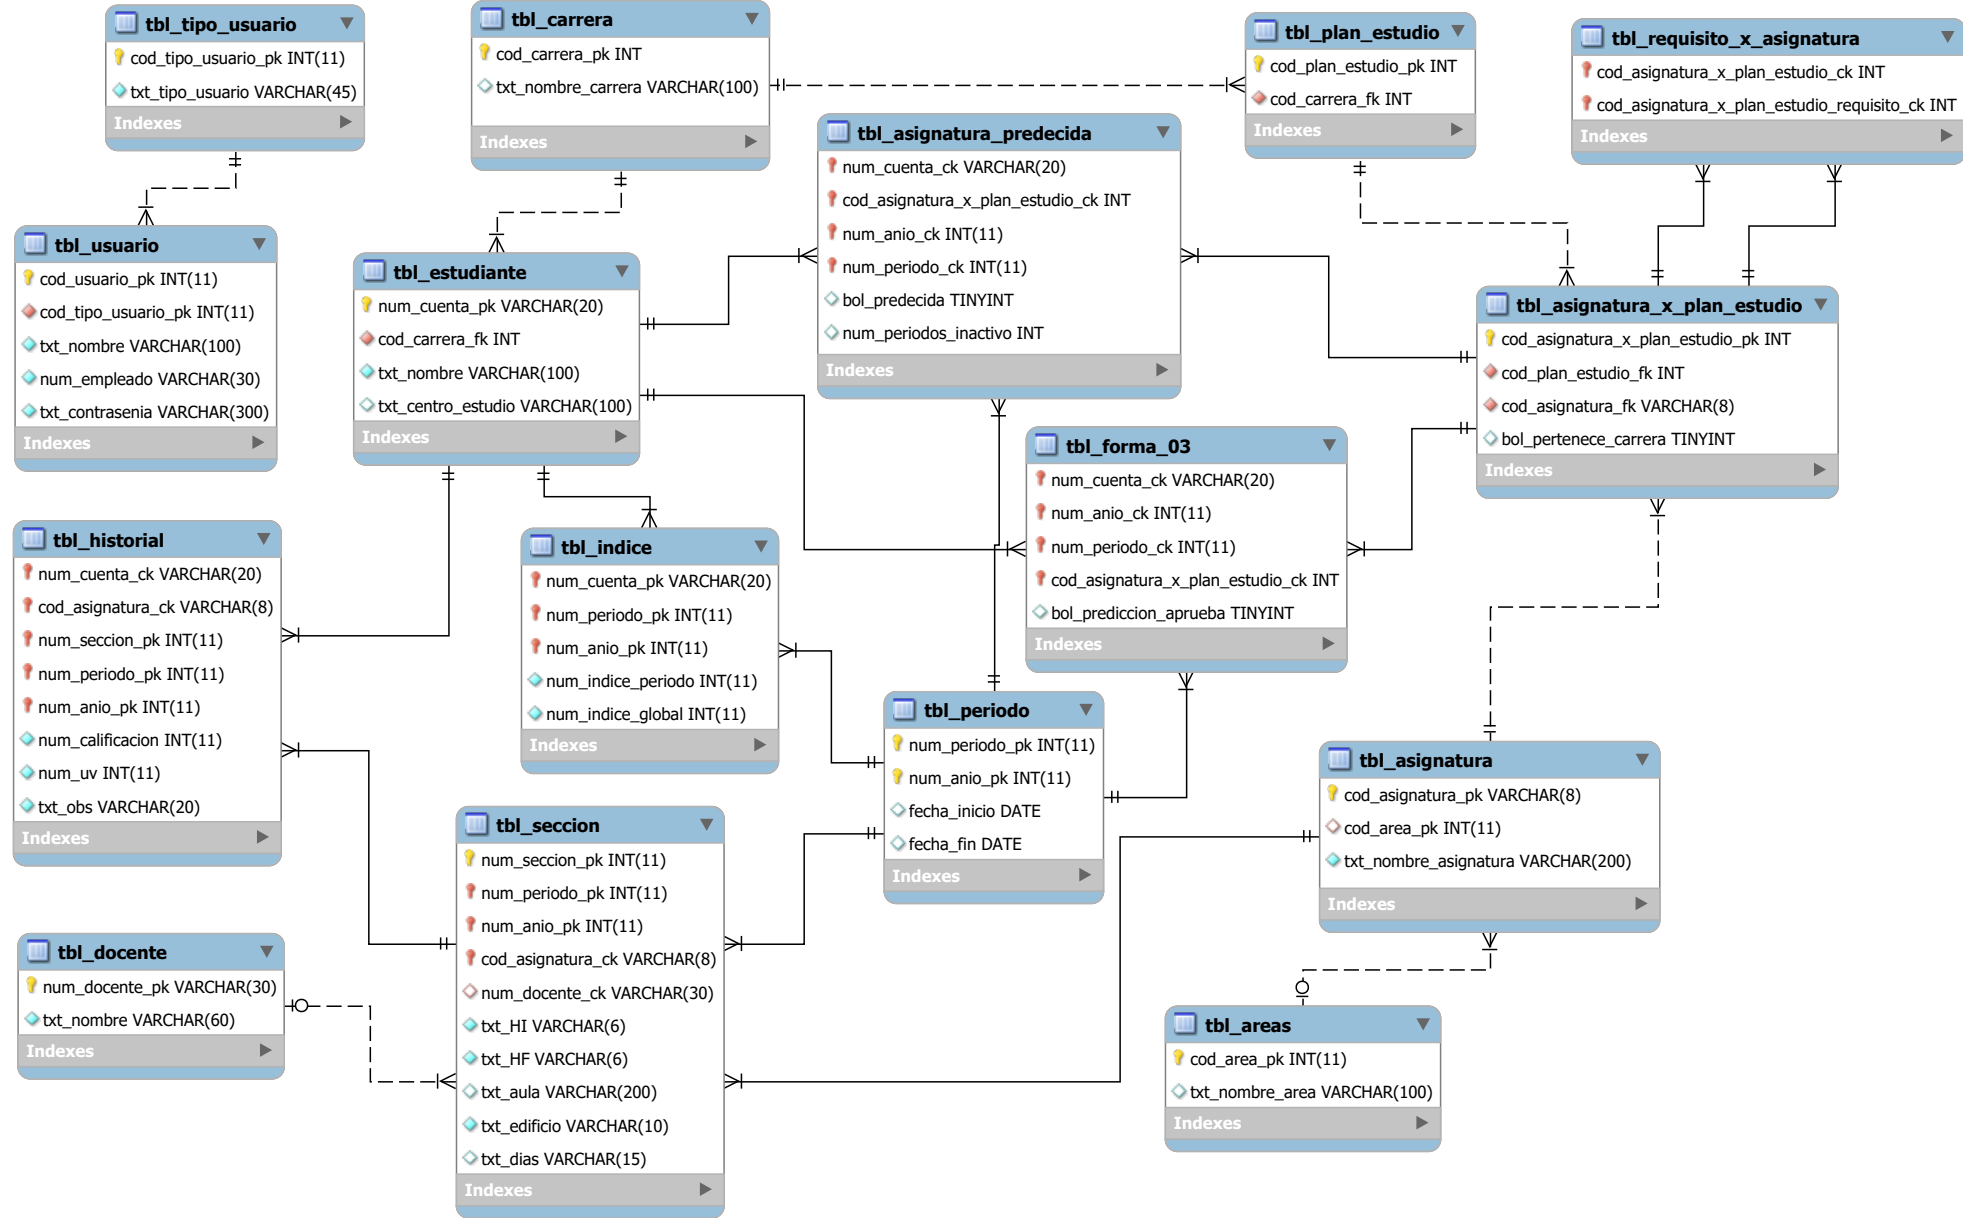 tbl_tipo_usuario
cod_tipo_usuario_pk INT(11)
txt_tipo_usuario VARCHAR(45)
Indexes
tbl_carrera
cod_carrera_pk INT
txt_nombre_carrera VARCHAR(100)
Indexes
tbl_plan_estudio
cod_plan_estudio_pk INT
cod_carrera_fk INT
Indexes
tbl_requisito_x_asignatura
cod_asignatura_x_plan_estudio_ck INT
cod_asignatura_x_plan_estudio_requisito_ck INT
Indexes
tbl_asignatura_predecida
num_cuenta_ck VARCHAR(20)
cod_asignatura_x_plan_estudio_ck INT
num_anio_ck INT(11)
num_periodo_ck INT(11)
bol_predecida TINYINT
num_periodos_inactivo INT
Indexes
tbl_usuario
cod_usuario_pk INT(11)
cod_tipo_usuario_pk INT(11)
txt_nombre VARCHAR(100)
num_empleado VARCHAR(30)
txt_contrasenia VARCHAR(300)
Indexes
tbl_estudiante
num_cuenta_pk VARCHAR(20)
cod_carrera_fk INT
txt_nombre VARCHAR(100)
txt_centro_estudio VARCHAR(100)
Indexes
tbl_asignatura_x_plan_estudio
cod_asignatura_x_plan_estudio_pk INT
cod_plan_estudio_fk INT
cod_asignatura_fk VARCHAR(8)
bol_pertenece_carrera TINYINT
Indexes
tbl_forma_03
num_cuenta_ck VARCHAR(20)
num_anio_ck INT(11)
num_periodo_ck INT(11)
cod_asignatura_x_plan_estudio_ck INT
bol_prediccion_aprueba TINYINT
Indexes
tbl_historial
num_cuenta_ck VARCHAR(20)
cod_asignatura_ck VARCHAR(8)
num_seccion_pk INT(11)
num_periodo_pk INT(11)
num_anio_pk INT(11)
num_calificacion INT(11)
num_uv INT(11)
txt_obs VARCHAR(20)
Indexes
tbl_indice
num_cuenta_pk VARCHAR(20)
num_periodo_pk INT(11)
num_anio_pk INT(11)
num_indice_periodo INT(11)
num_indice_global INT(11)
Indexes
tbl_periodo
num_periodo_pk INT(11)
num_anio_pk INT(11)
fecha_inicio DATE
fecha_fin DATE
Indexes
tbl_asignatura
cod_asignatura_pk VARCHAR(8)
cod_area_pk INT(11)
txt_nombre_asignatura VARCHAR(200)
Indexes
tbl_seccion
num_seccion_pk INT(11)
num_periodo_pk INT(11)
num_anio_pk INT(11)
cod_asignatura_ck VARCHAR(8)
num_docente_ck VARCHAR(30)
txt_HI VARCHAR(6)
txt_HF VARCHAR(6)
txt_aula VARCHAR(200)
txt_edificio VARCHAR(10)
txt_dias VARCHAR(15)
Indexes
tbl_docente
num_docente_pk VARCHAR(30)
txt_nombre VARCHAR(60)
Indexes
tbl_areas
cod_area_pk INT(11)
txt_nombre_area VARCHAR(100)
Indexes